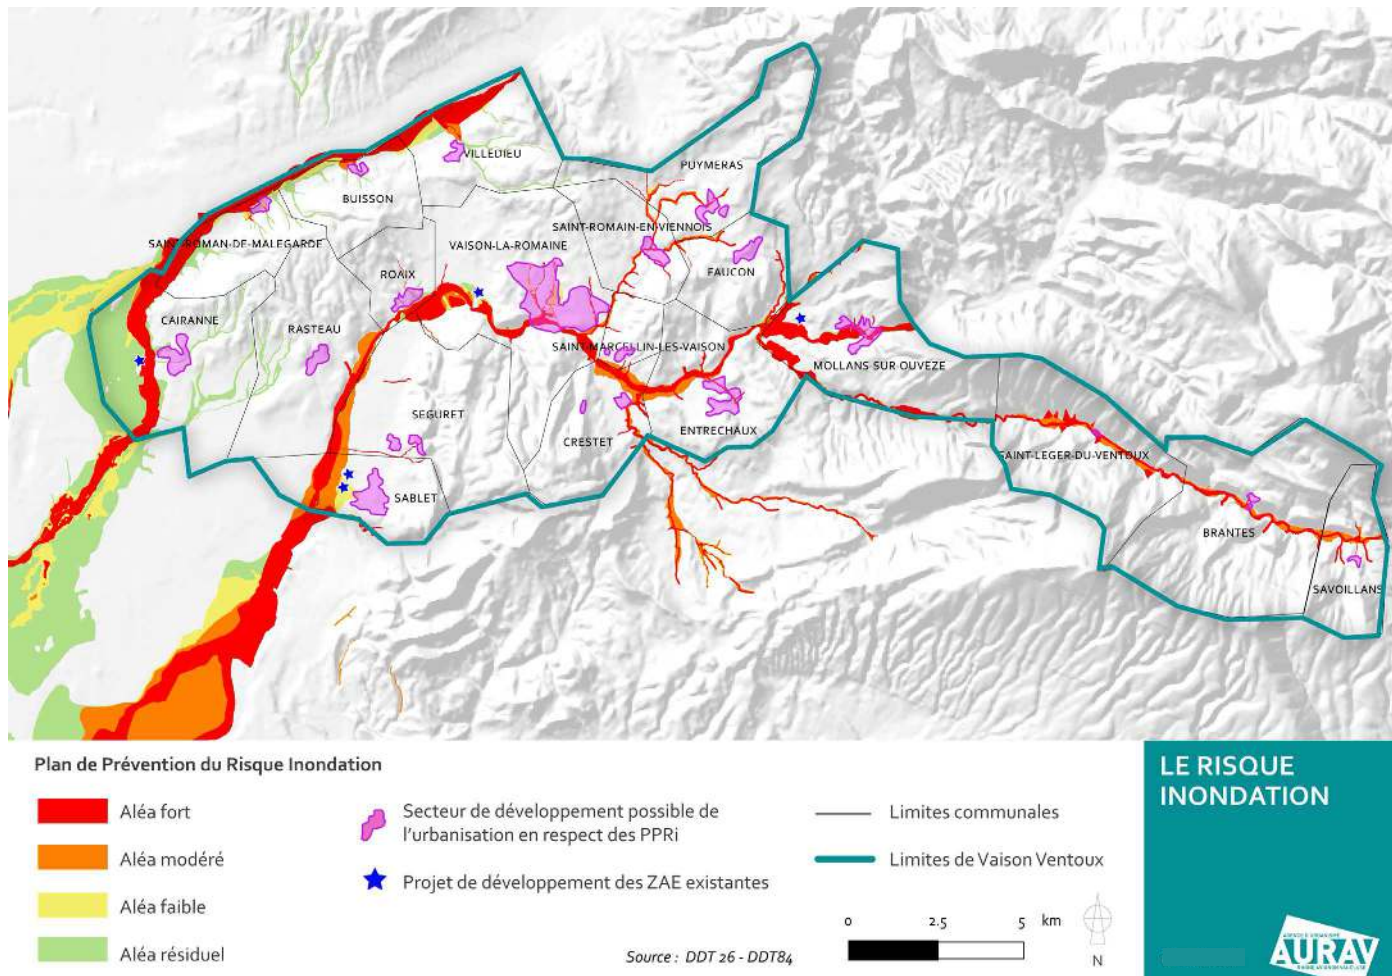 VILLEDIEU
PUYMERAS
BUISSON
SAINT-ROMAN-DE-MALEGARDE
VAISON-LA-ROMAINE
SAINT-ROMAIN-EN-VIENNOIS
ROAIX
FAUCON
CAIRANNE
RASTEAU
SAINT-MARCELLIN-LES-VAISON
MOLLANS SUR OUVEZE
SEGURET
CRESTET
ENTRECHAUX
SAINT-LEGER-DU-VENTOUX
SABLET
BRANTES
SAVOILLANS
Plan de Prévention du Risque Inondation
Aléa fort
Aléa modéré
Aléa faible
Aléa résiduel
Secteur de développement possible de
l'urbanisation en respect des PPRi
Projet de développement des ZAE existantes
Source : DDT 26 - DDT84
Limites communales
Limites de Vaison Ventoux
0 2.5 5 km
N
LE RISQUE
INONDATION
AGENCE D'URBANISME
AURAV